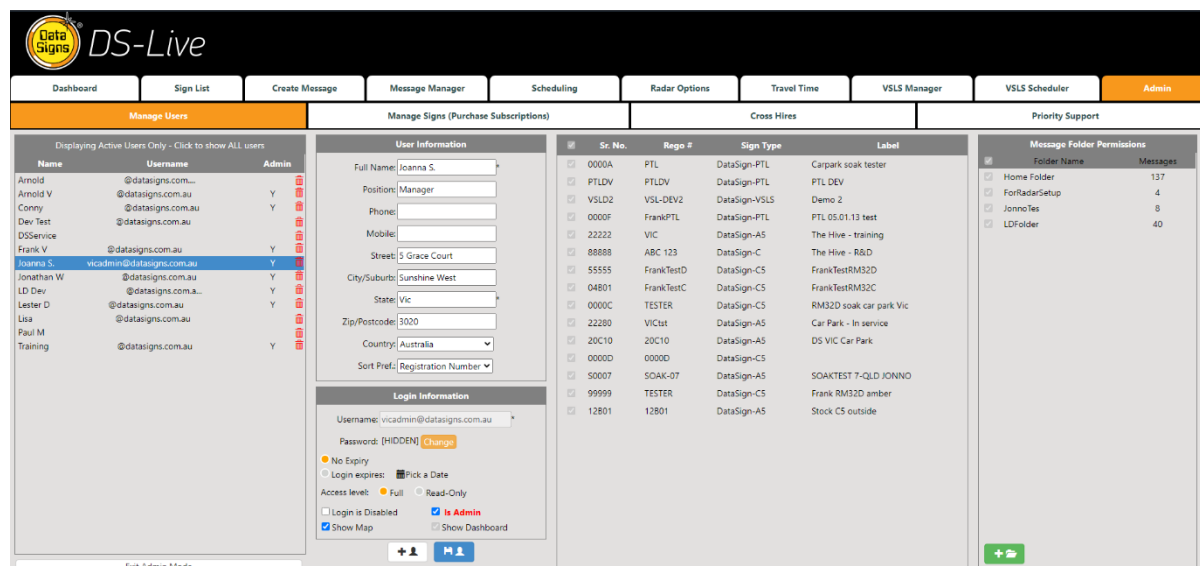 Data Signs
DS-Live
Dashboard Sign List Create Message Message Manager Scheduling Radar Options Travel Time VSLS Manager VSLS Scheduler Admin
Manage Users Manage Signs (Purchase Subscriptions) Cross Hires Priority Support
Displaying Active Users Only - Click to show ALL users
Name Username Admin
Arnold @datasigns.com....
Arnold V @datasigns.com.au Y
Conny @datasigns.com.au Y
Dev Test @datasigns.com.au
DSService
Frank V @datasigns.com.au Y
Joanna S. vicadmin@datasigns.com.au Y
Jonathan W @datasigns.com.au Y
LD Dev @datasigns.com.a... Y
Lester D @datasigns.com.au Y
Lisa @datasigns.com.au
Paul M
Training @datasigns.com.au Y
Exit Admin Mode
User Information
Full Name: Joanna S. *
Position: Manager
Phone:
Mobile:
Street: 5 Grace Court
City/Suburb: Sunshine West
State: Vic *
Zip/Postcode: 3020
Country: Australia
Sort Pref.: Registration Number
Login Information
Username: vicadmin@datasigns.com.au *
Password: [HIDDEN] Change
No Expiry
Login expires: Pick a Date
Access level: Full Read-Only
Login is Disabled Is Admin
Show Map Show Dashboard
Sr. No. Rego # Sign Type Label
0000A PTL DataSign-PTL Carpark soak tester
PTLDV PTLDV DataSign-PTL PTL DEV
VSLD2 VSL-DEV2 DataSign-VSLS Demo 2
0000F FrankPTL DataSign-PTL PTL 05.01.13 test
22222 VIC DataSign-A5 The Hive - training
88888 ABC 123 DataSign-C The Hive - R&D
55555 FrankTestD DataSign-C5 FrankTestRM32D
04B01 FrankTestC DataSign-C5 FrankTestRM32C
0000C TESTER DataSign-C5 RM32D soak car park Vic
22280 VICtst DataSign-A5 Car Park - In service
20C10 20C10 DataSign-A5 DS VIC Car Park
0000D 0000D DataSign-C5
S0007 SOAK-07 DataSign-A5 SOAKTEST 7-QLD JONNO
99999 TESTER DataSign-C5 Frank RM32D amber
12B01 12B01 DataSign-A5 Stock C5 outside
Message Folder Permissions
Folder Name Messages
Home Folder 137
ForRadarSetup 4
JonnoTes 8
LDFolder 40